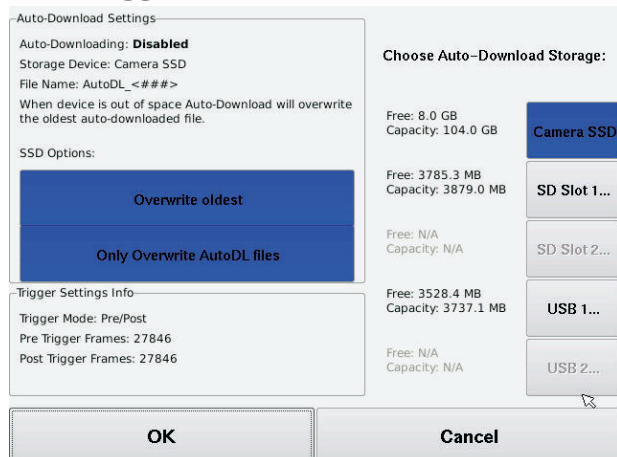 Auto-Download Settings
Auto-Downloading: Disabled
Storage Device: Camera SSD
File Name: AutoDL_<###>
When device is out of space Auto-Download will overwrite
the oldest auto-downloaded file.
SSD Options:
Overwrite oldest
Only Overwrite AutoDL files
Trigger Settings Info
Trigger Mode: Pre/Post
Pre Trigger Frames: 27846
Post Trigger Frames: 27846
Choose Auto-Download Storage:
Free: 8.0 GB
Capacity: 104.0 GB
Camera SSD
Free: 3785.3 MB
Capacity: 3879.0 MB
SD Slot 1...
Free: N/A
Capacity: N/A
SD Slot 2...
Free: 3528.4 MB
Capacity: 3737.1 MB
USB 1...
Free: N/A
Capacity: N/A
USB 2...
OK
Cancel